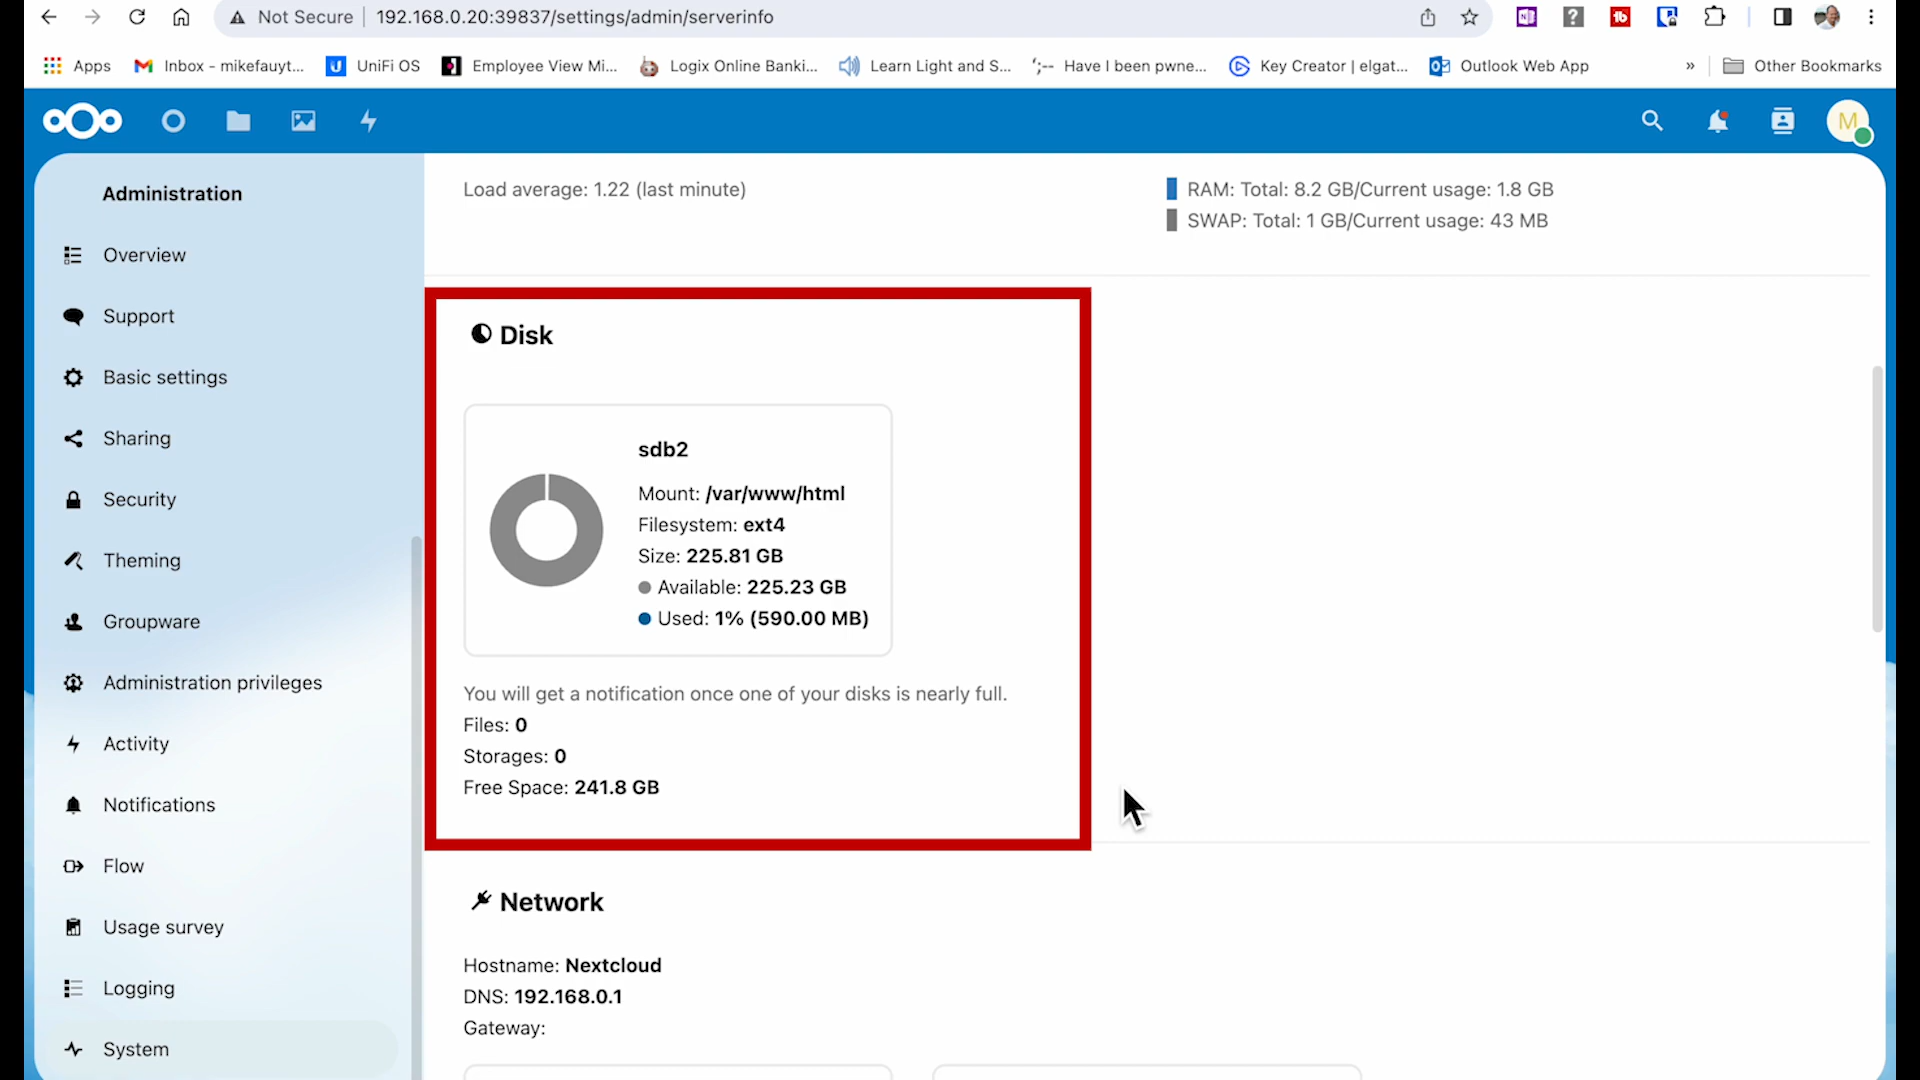 Not Secure
192.168.0.20:39837/settings/admin/serverinfo
Apps
Inbox - mikefauyt...
UniFi OS
Employee View Mi...
Logix Online Banki...
Learn Light and S...
Have I been pwne...
Key Creator | elgat...
Outlook Web App
»
Other Bookmarks
M
Administration
Overview
Support
Basic settings
Sharing
Security
Theming
Groupware
Administration privileges
Activity
Notifications
Flow
Usage survey
Logging
System
Load average: 1.22 (last minute)
RAM: Total: 8.2 GB/Current usage: 1.8 GB
SWAP: Total: 1 GB/Current usage: 43 MB
Disk
sdb2
Mount: /var/www/html
Filesystem: ext4
Size: 225.81 GB
Available: 225.23 GB
Used: 1% (590.00 MB)
You will get a notification once one of your disks is nearly full.
Files: 0
Storages: 0
Free Space: 241.8 GB
Network
Hostname: Nextcloud
DNS: 192.168.0.1
Gateway: